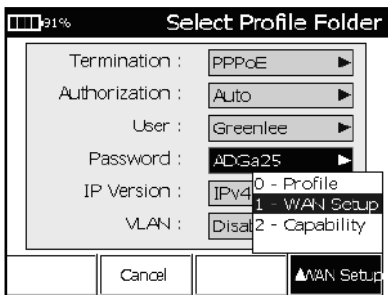 91%
Select Profile Folder
Termination : PPPoE
Authorization : Auto
User : Greenlee
Password : ADGa25
IP Version : IPv4
VLAN : Disa
0 - Profile
1 - WAN Setup
2 - Capability
Cancel
WAN Setup